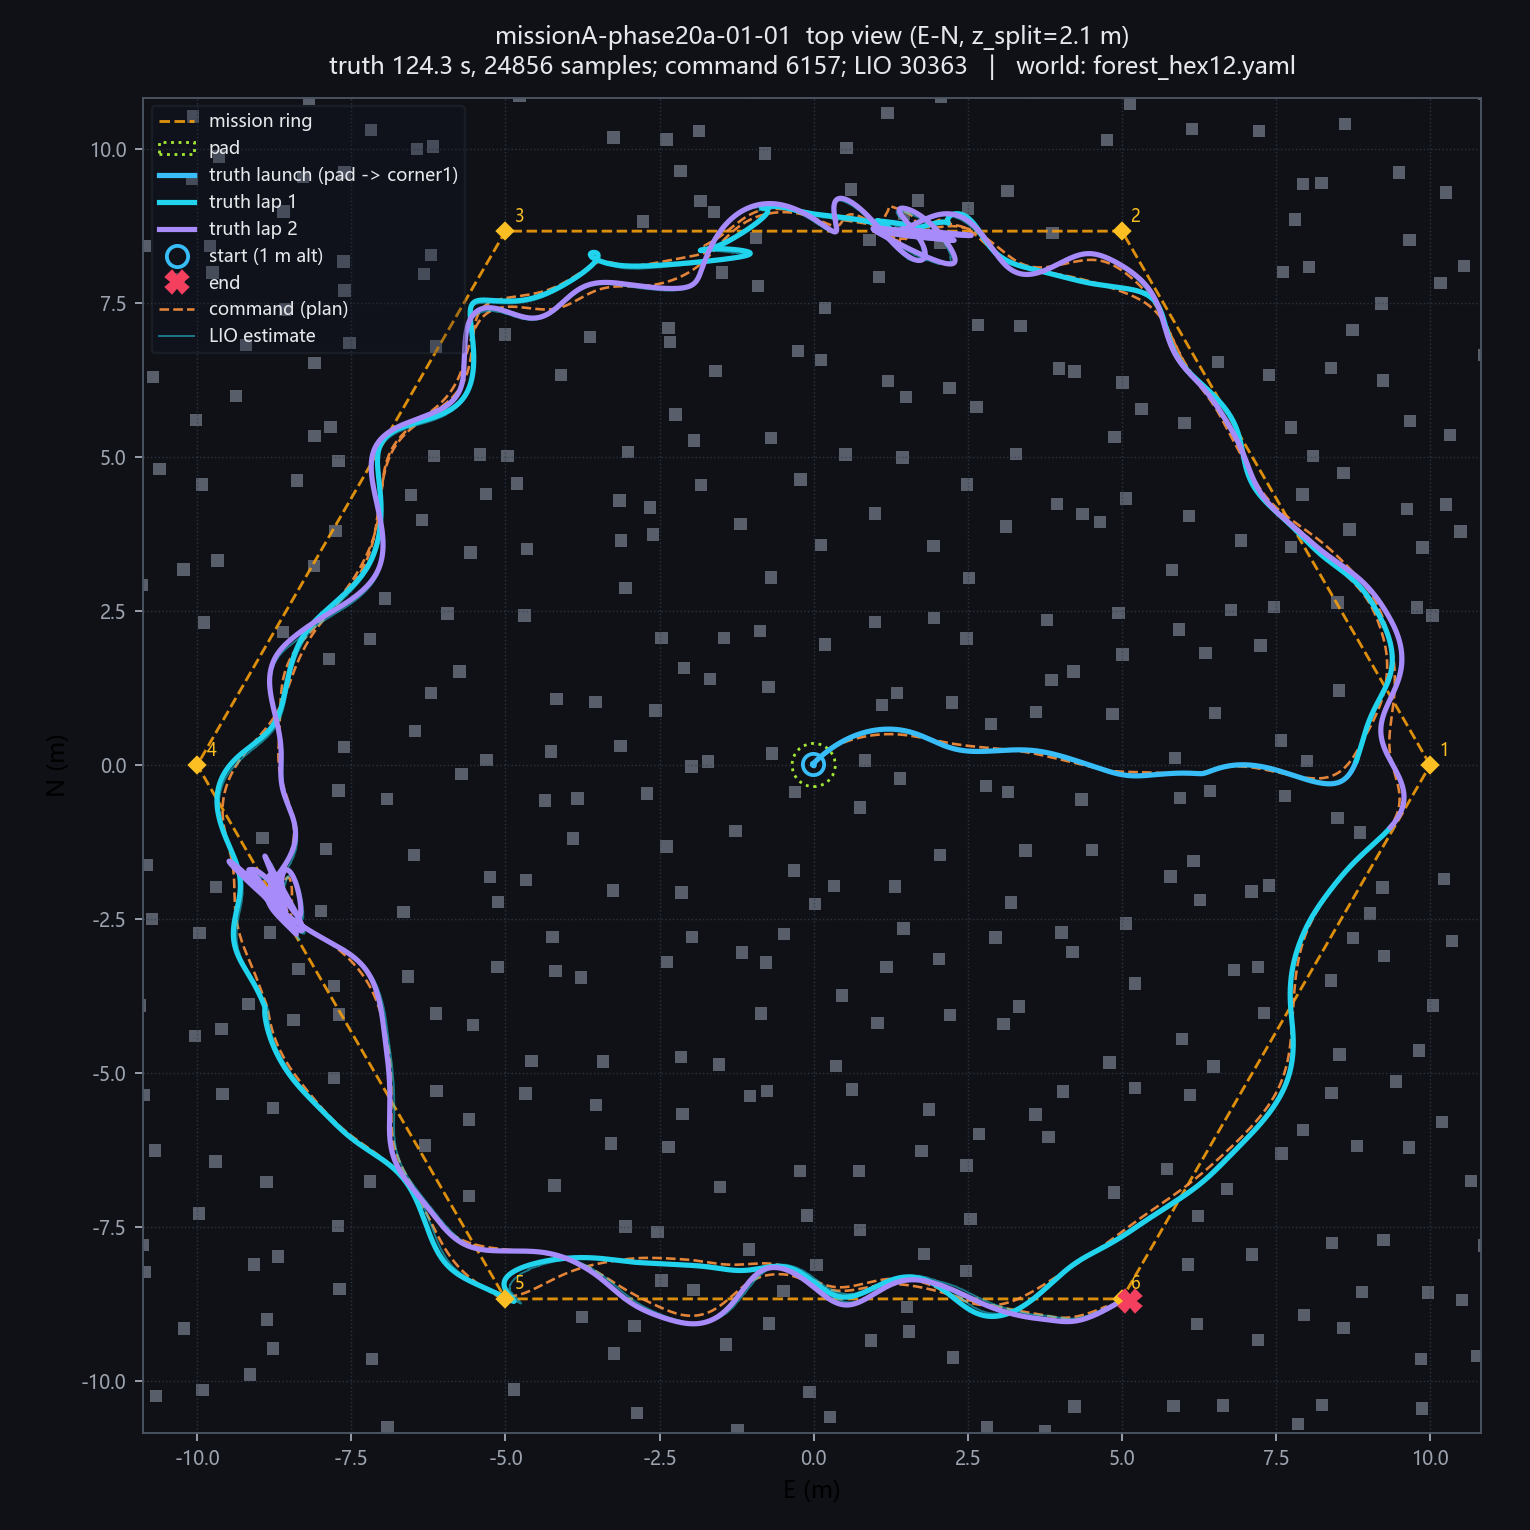 missionA-phase20a-01-01 top view (E-N, z_split=2.1 m)
truth 124.3 s, 24856 samples; command 6157; LIO 30363 | world: forest_hex12.yaml
mission ring
pad
truth launch (pad -> corner1)
truth lap 1
truth lap 2
start (1 m alt)
end
command (plan)
LIO estimate
3
2
4
1
5
6
10.0
7.5
5.0
2.5
0.0
-2.5
-5.0
-7.5
-10.0
N (m)
-10.0
-7.5
-5.0
-2.5
0.0
2.5
5.0
7.5
10.0
E (m)